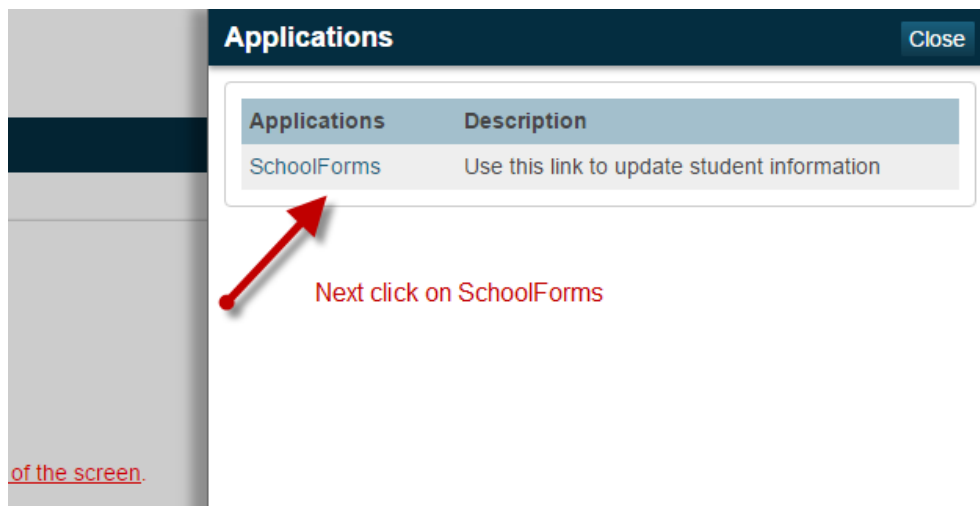 Applications
Close
Applications Description
SchoolForms Use this link to update student information
Next click on SchoolForms
of the screen.